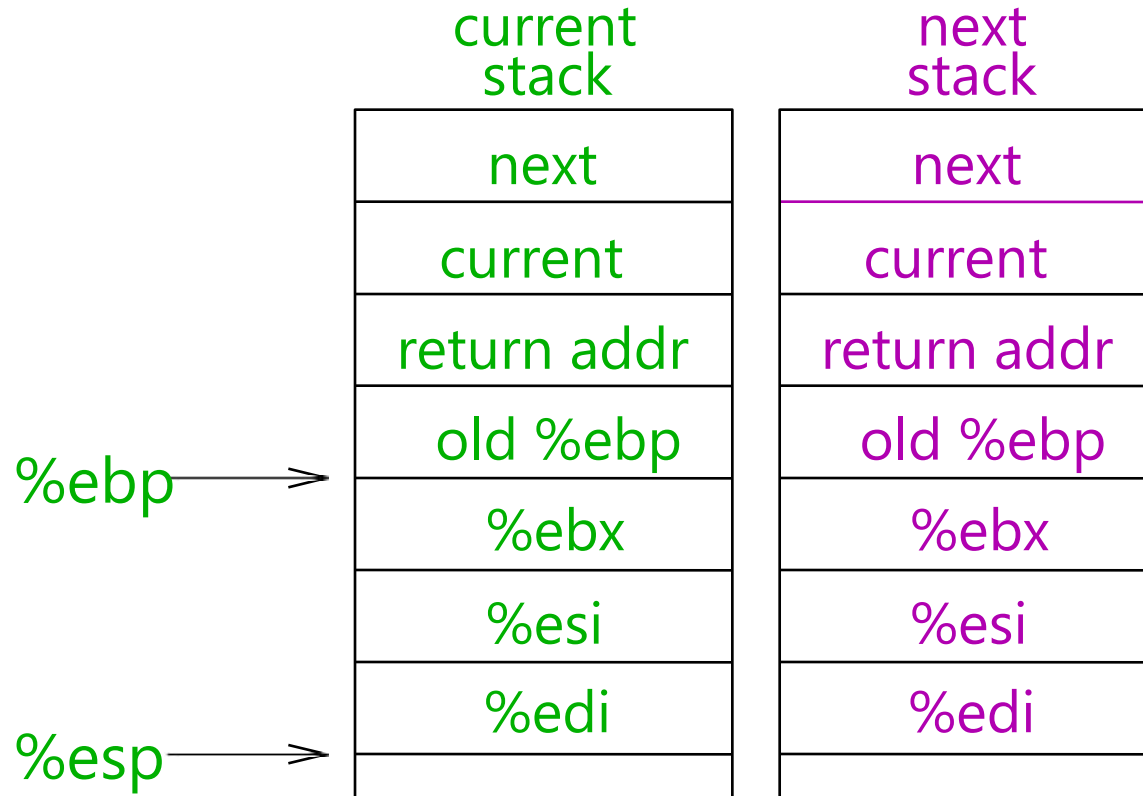 current
stack
next
stack
next
next
current
current
return addr
return addr
old %ebp
old %ebp
%ebp
%ebx
%ebx
%esi
%esi
%edi
%edi
%esp